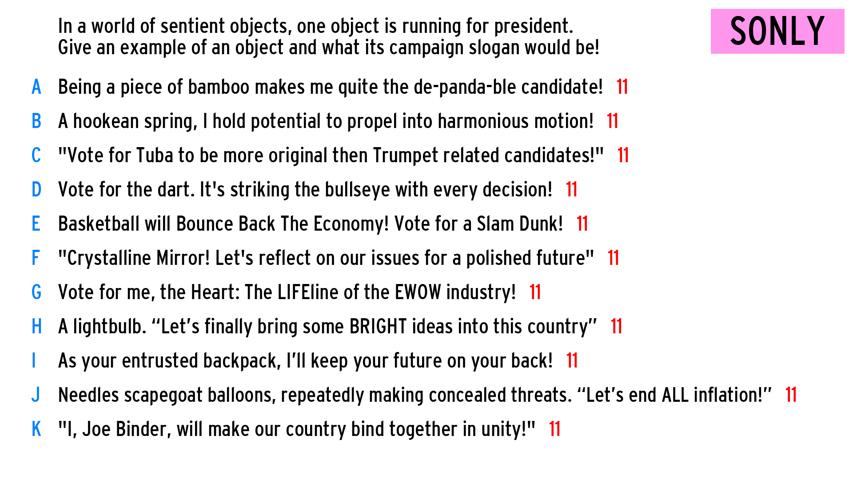 In a world of sentient objects, one object is running for president.
Give an example of an object and what its campaign slogan would be!
SONLY
A Being a piece of bamboo makes me quite the de-panda-ble candidate! 11
B A hookean spring, I hold potential to propel into harmonious motion! 11
C "Vote for Tuba to be more original then Trumpet related candidates!" 11
D Vote for the dart. It's striking the bullseye with every decision! 11
E Basketball will Bounce Back The Economy! Vote for a Slam Dunk! 11
F "Crystalline Mirror! Let's reflect on our issues for a polished future" 11
G Vote for me, the Heart: The LIFEline of the EWOW industry! 11
H A lightbulb. “Let’s finally bring some BRIGHT ideas into this country” 11
I As your entrusted backpack, I’ll keep your future on your back! 11
J Needles scapegoat balloons, repeatedly making concealed threats. “Let’s end ALL inflation!” 11
K "I, Joe Binder, will make our country bind together in unity!" 11